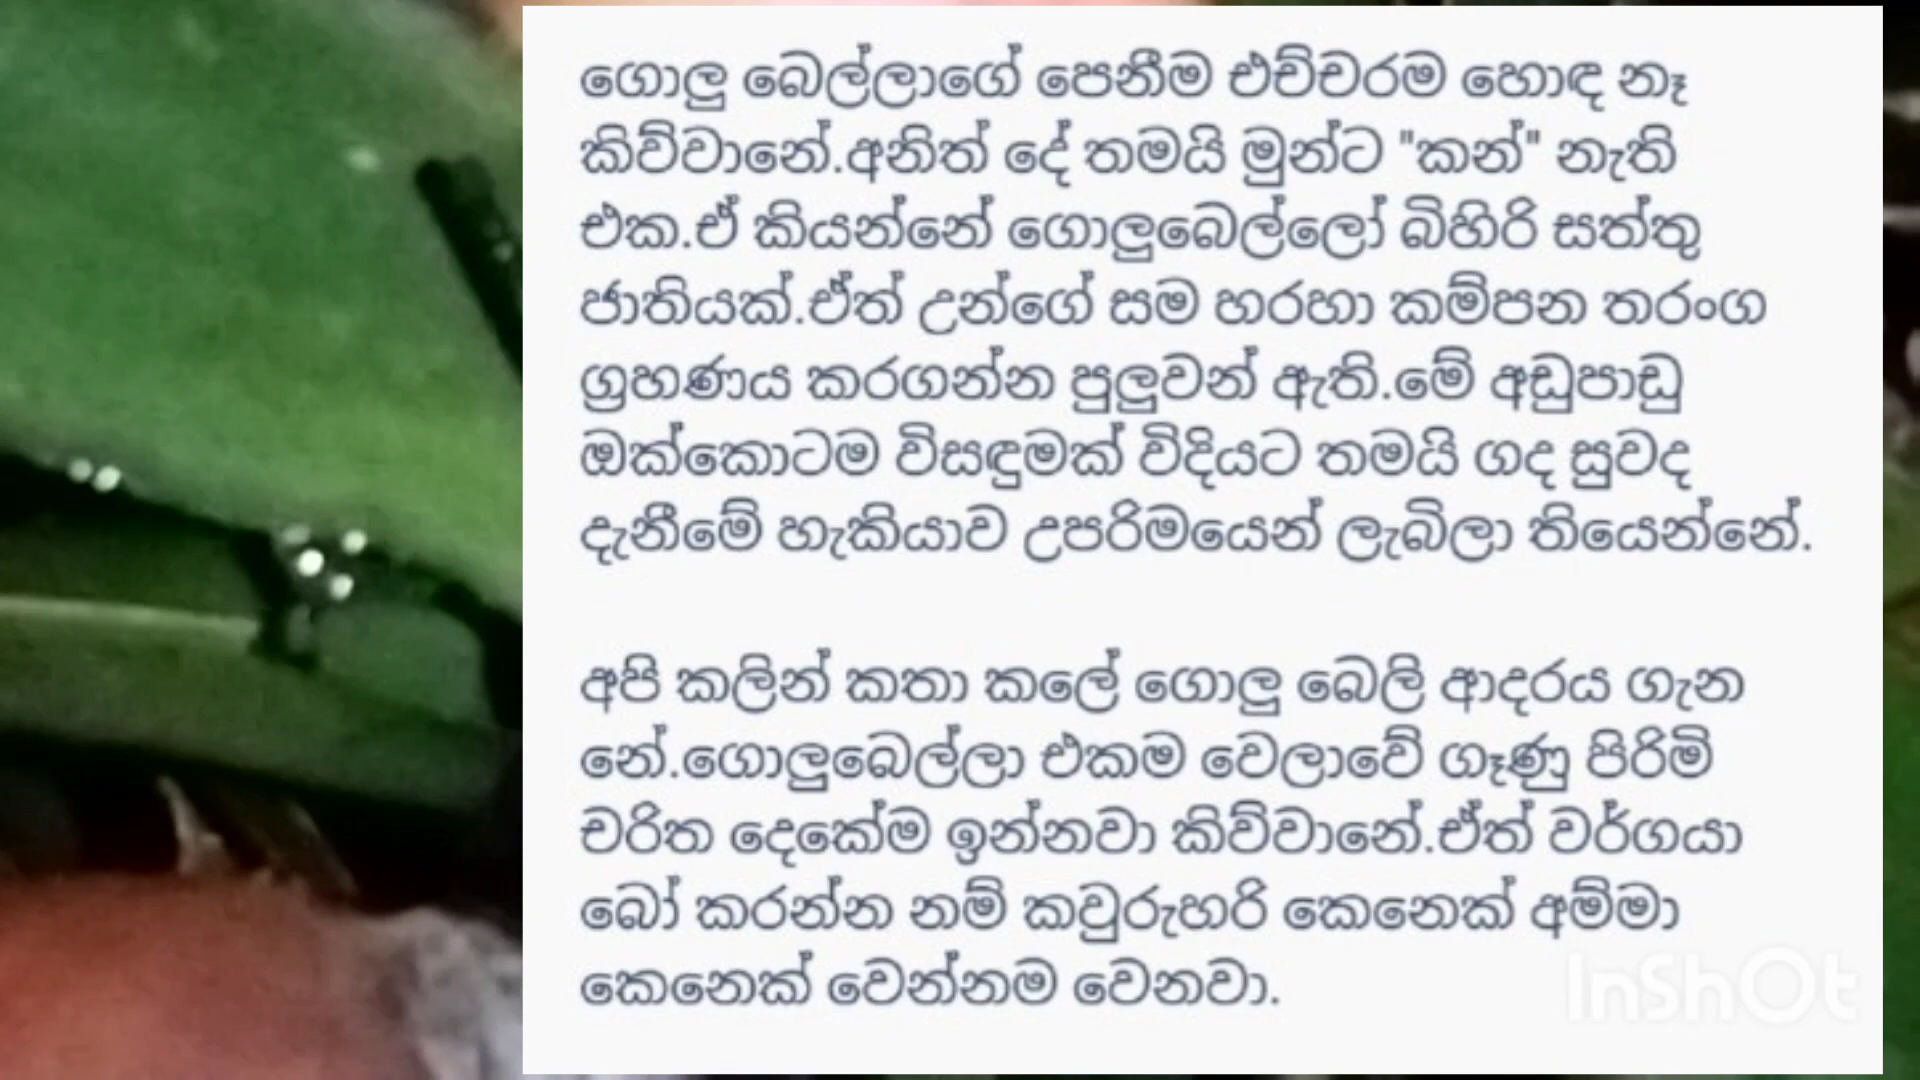 ගොලු බෙල්ලාගේ පෙනීම එච්චරම හොඳ නෑ
කිව්වානේ.අනිත් දේ තමයි මුන්ට "කන්" නැති
එක.ඒ කියන්නේ ගොලුබෙල්ලෝ බිහිරි සත්තු
ජාතියක්.ඒත් උන්ගේ සම හරහා කම්පන තරංග
ග්‍රහණය කරගන්න පුලුවන් ඇති.මේ අඩුපාඩු
ඔක්කොටම විසඳුමක් විදියට තමයි ගද සුවද
දැනීමේ හැකියාව උපරිමයෙන් ලැබිලා තියෙන්නේ.
අපි කලින් කතා කලේ ගොලු බෙලි ආදරය ගැන
නේ.ගොලුබෙල්ලා එකම වෙලාවේ ගෑණු පිරිමි
චරිත දෙකේම ඉන්නවා කිව්වානේ.ඒත් වර්ගයා
බෝ කරන්න නම් කවුරුහරි කෙනෙක් අම්මා
කෙනෙක් වෙන්නම වෙනවා.
InShOt